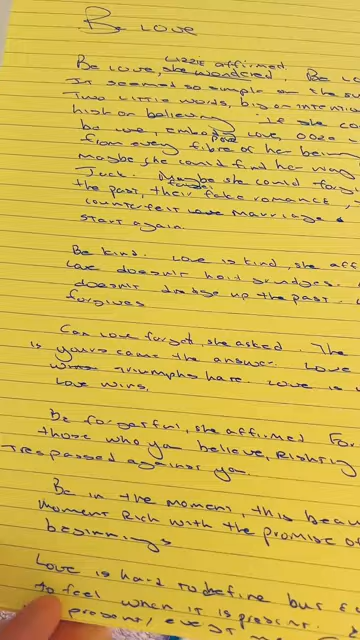 Be Love
Lizzie affirmed
Be Love, she wondered. Be Lo
It seemed so simple on the su
Two little words, big on intentio
high on believing. If she co
pure
be love, embody love, ooze
from every fibre of her being
maybe she could find her way
Jack. Maybe she could forg
the past, their fake romance,
counterfeit love marriage &
start again.
Be kind. Love is kind, she aff
Love doesn't hold grudges.
doesn't dredge up the past.
forgives
Can love forget, she asked. The
is yours came the answer. Love
triumphs hate. Love is
Love wins.
Be forgetful, she affirmed. For
those who you believe, rightly
trespassed against you.
Be in the moment, this beau
moment rich with the promise of
beginnings
Love is hard to define but e
to feel when it is present.
present, every